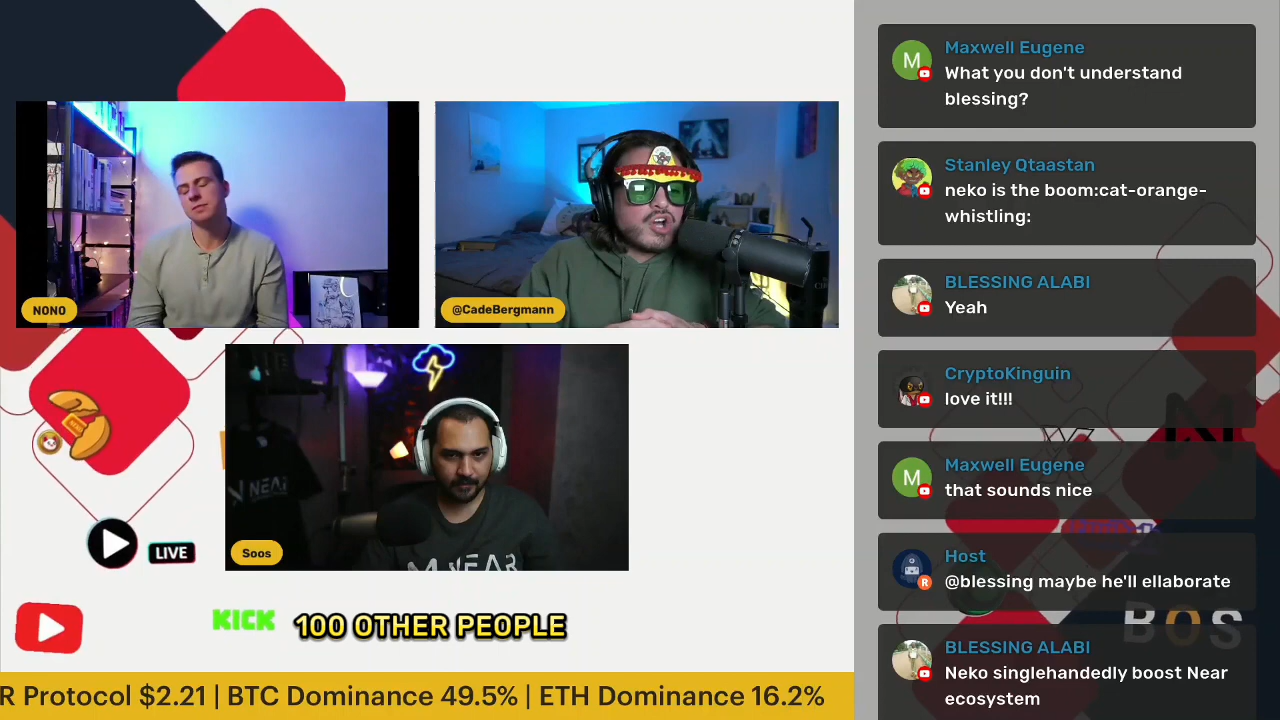 NONO
@CadeBergmann
NEAR
NEAR
Soos
LIVE
KICK
100 OTHER PEOPLE
R Protocol $2.21 | BTC Dominance 49.5% | ETH Dominance 16.2%
M
Maxwell Eugene
What you don't understand
blessing?
Stanley Qtaastan
neko is the boom:cat-orange-
whistling:
BLESSING ALABI
Yeah
CryptoKinguin
love it!!!
M
Maxwell Eugene
that sounds nice
R
Host
@blessing maybe he'll ellaborate
BOS
BLESSING ALABI
Neko singlehandedly boost Near
ecosystem